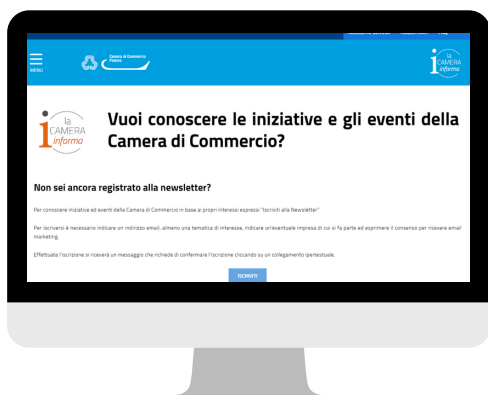 MENU
Camera di Commercio
Padova
la
CAMERA
informa
la
CAMERA
informa
Vuoi conoscere le iniziative e gli eventi della
Camera di Commercio?
Non sei ancora registrato alla newsletter?
Per conoscere iniziative ed eventi della Camera di Commercio in base ai propri interessi espressi "Iscriviti alla Newsletter"
Per iscriversi è necessario indicare un indirizzo email, almeno una tematica di interesse, indicare un'eventuale impresa di cui si fa parte ed esprimere il consenso per ricevere email
marketing.
Effettuata l'iscrizione si riceverà un messaggio che richiede di confermare l'iscrizione cliccando su un collegamento ipertestuale.
ISCRIVITI